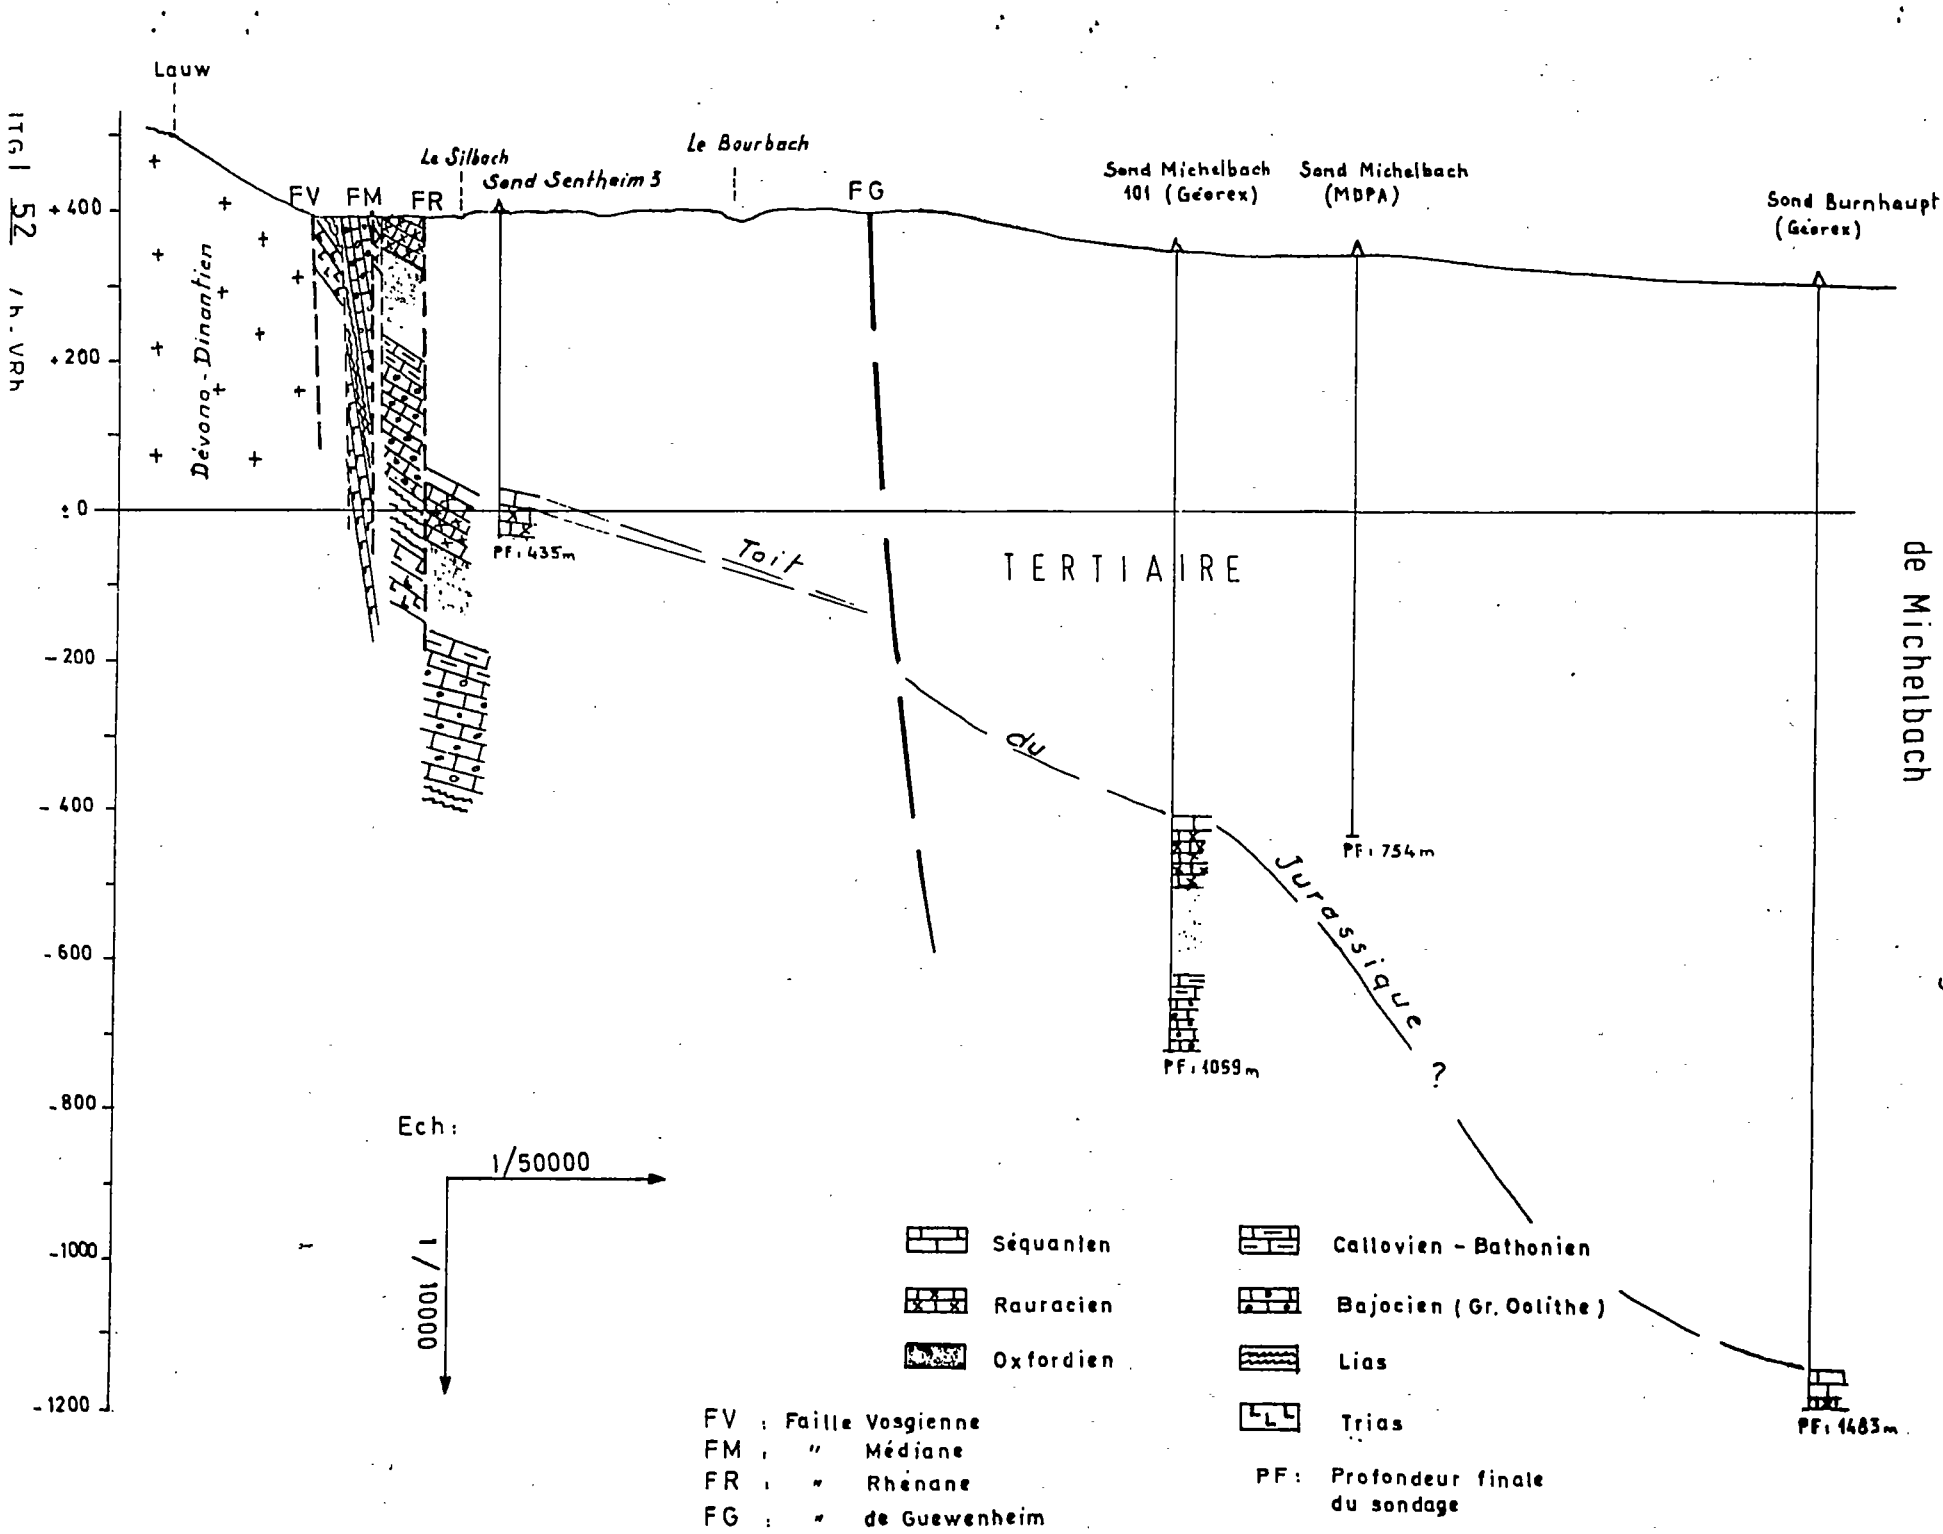 Lauw
Le Silbach
Sond Sentheim 3
Le Bourbach
Sond Michelbach
101 (Géorex)
Sond Michelbach
(MDPA)
Sond Burnhaupt
(Géorex)
FV
FM
FR
FG
+400
+200
± 0
-200
-400
-600
-800
-1000
-1200
52
Dévono-Dinantien
PF: 435m
Toit
du
Jurassique
?
TERTIAIRE
PF: 754m
PF: 1059m
PF: 1483m
de Michelbach
Ech:
1/50000
1/10000
Séquanien
Rauracien
Oxfordien
Callovien - Bathonien
Bajocien (Gr. Oolithe)
Lias
Trias
FV : Faille Vosgienne
FM : " Médiane
FR : " Rhénane
FG : " de Guewenheim
PF: Profondeur finale
du sondage